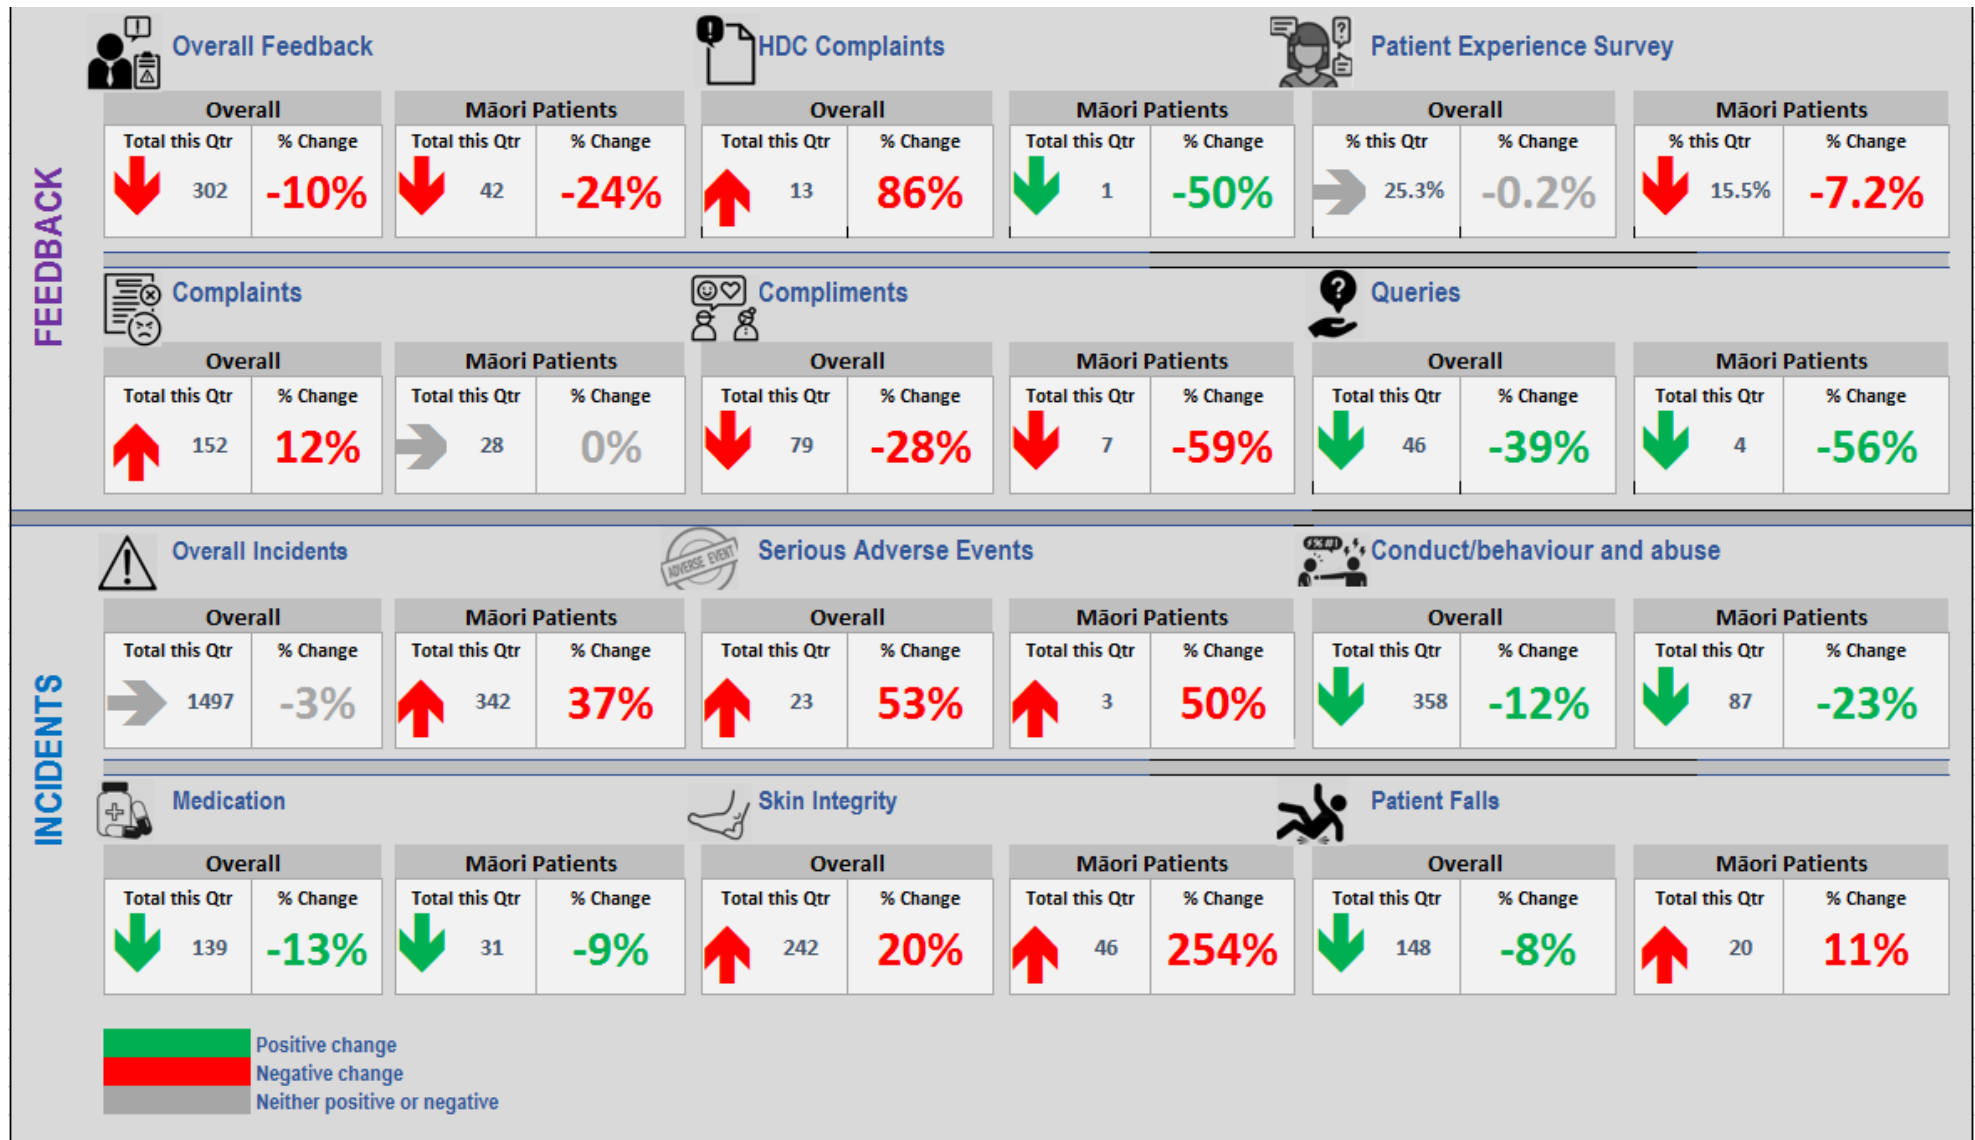 Overall Feedback
HDC Complaints
Patient Experience Survey
Overall Māori Patients Overall Māori Patients Overall Māori Patients
Total this Qtr % Change Total this Qtr % Change Total this Qtr % Change Total this Qtr % Change % this Qtr % Change % this Qtr % Change
302 -10% 42 -24% 13 86% 1 -50% 25.3% -0.2% 15.5% -7.2%
FEEDBACK
Complaints
Compliments
Queries
Overall Māori Patients Overall Māori Patients Overall Māori Patients
Total this Qtr % Change Total this Qtr % Change Total this Qtr % Change Total this Qtr % Change Total this Qtr % Change Total this Qtr % Change
152 12% 28 0% 79 -28% 7 -59% 46 -39% 4 -56%
Overall Incidents
ADVERSE EVENT
Serious Adverse Events
Conduct/behaviour and abuse
Overall Māori Patients Overall Māori Patients Overall Māori Patients
Total this Qtr % Change Total this Qtr % Change Total this Qtr % Change Total this Qtr % Change Total this Qtr % Change Total this Qtr % Change
1497 -3% 342 37% 23 53% 3 50% 358 -12% 87 -23%
INCIDENTS
Medication
Skin Integrity
Patient Falls
Overall Māori Patients Overall Māori Patients Overall Māori Patients
Total this Qtr % Change Total this Qtr % Change Total this Qtr % Change Total this Qtr % Change Total this Qtr % Change Total this Qtr % Change
139 -13% 31 -9% 242 20% 46 254% 148 -8% 20 11%
Positive change
Negative change
Neither positive or negative